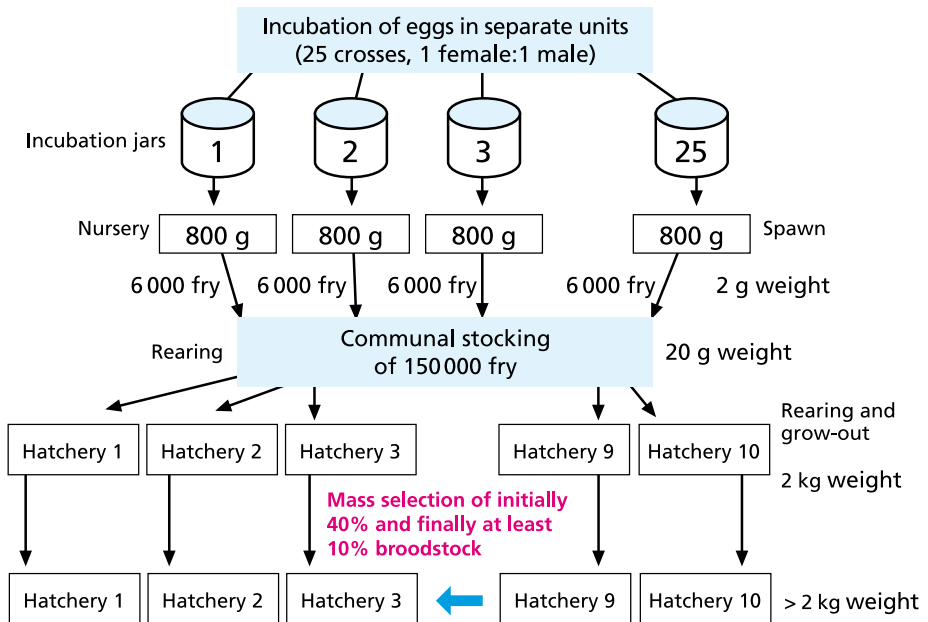 Incubation of eggs in separate units
(25 crosses, 1 female:1 male)
Incubation jars
1
2
3
25
Nursery
800 g
800 g
800 g
800 g
Spawn
6 000 fry
6 000 fry
6 000 fry
6 000 fry
2 g weight
Rearing
Communal stocking
of 150 000 fry
20 g weight
Hatchery 1
Hatchery 2
Hatchery 3
Hatchery 9
Hatchery 10
Rearing and
grow-out
2 kg weight
Mass selection of initially
40% and finally at least
10% broodstock
Hatchery 1
Hatchery 2
Hatchery 3
Hatchery 9
Hatchery 10
> 2 kg weight